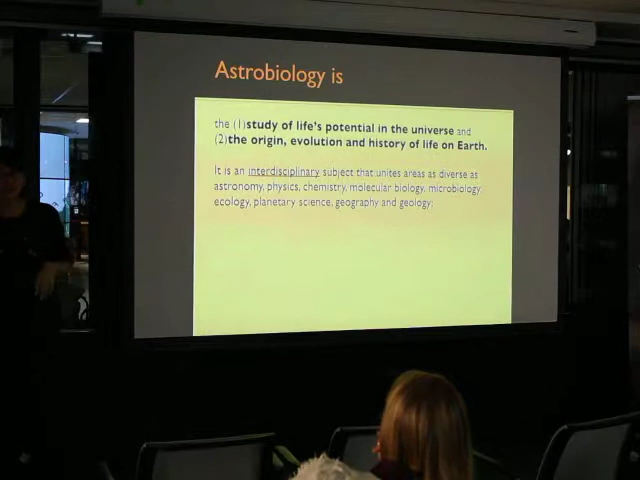 Astrobiology is
the (1)study of life's potential in the universe and
(2)the origin, evolution and history of life on Earth.
It is an interdisciplinary subject that unites areas as diverse as
astronomy, physics, chemistry, molecular biology, microbiology
ecology, planetary science, geography and geology.